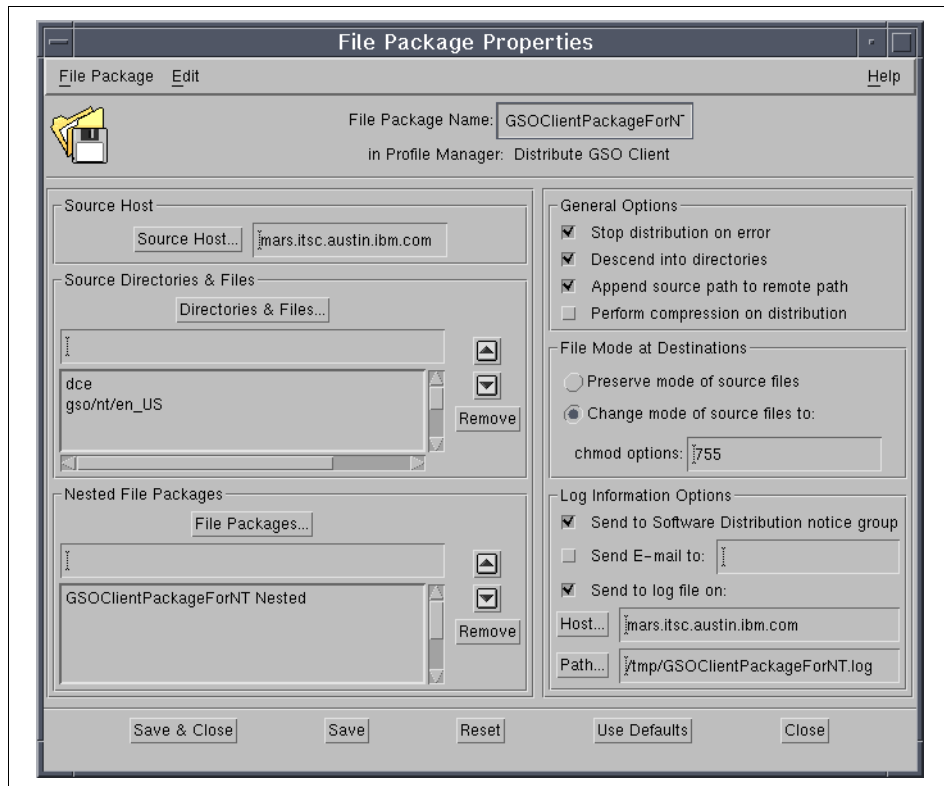 File Package Properties
File Package Edit Help
File Package Name: GSOClientPackageForN
in Profile Manager: Distribute GSO Client
Source Host
Source Host... mars.itsc.austin.ibm.com
Source Directories & Files
Directories & Files...
dce
gso/nt/en_US
Remove
Nested File Packages
File Packages...
GSOClientPackageForNT Nested
Remove
General Options
Stop distribution on error
Descend into directories
Append source path to remote path
Perform compression on distribution
File Mode at Destinations
Preserve mode of source files
Change mode of source files to:
chmod options: 755
Log Information Options
Send to Software Distribution notice group
Send E-mail to:
Send to log file on:
Host... mars.itsc.austin.ibm.com
Path... /tmp/GSOClientPackageForNT.log
Save & Close Save Reset Use Defaults Close